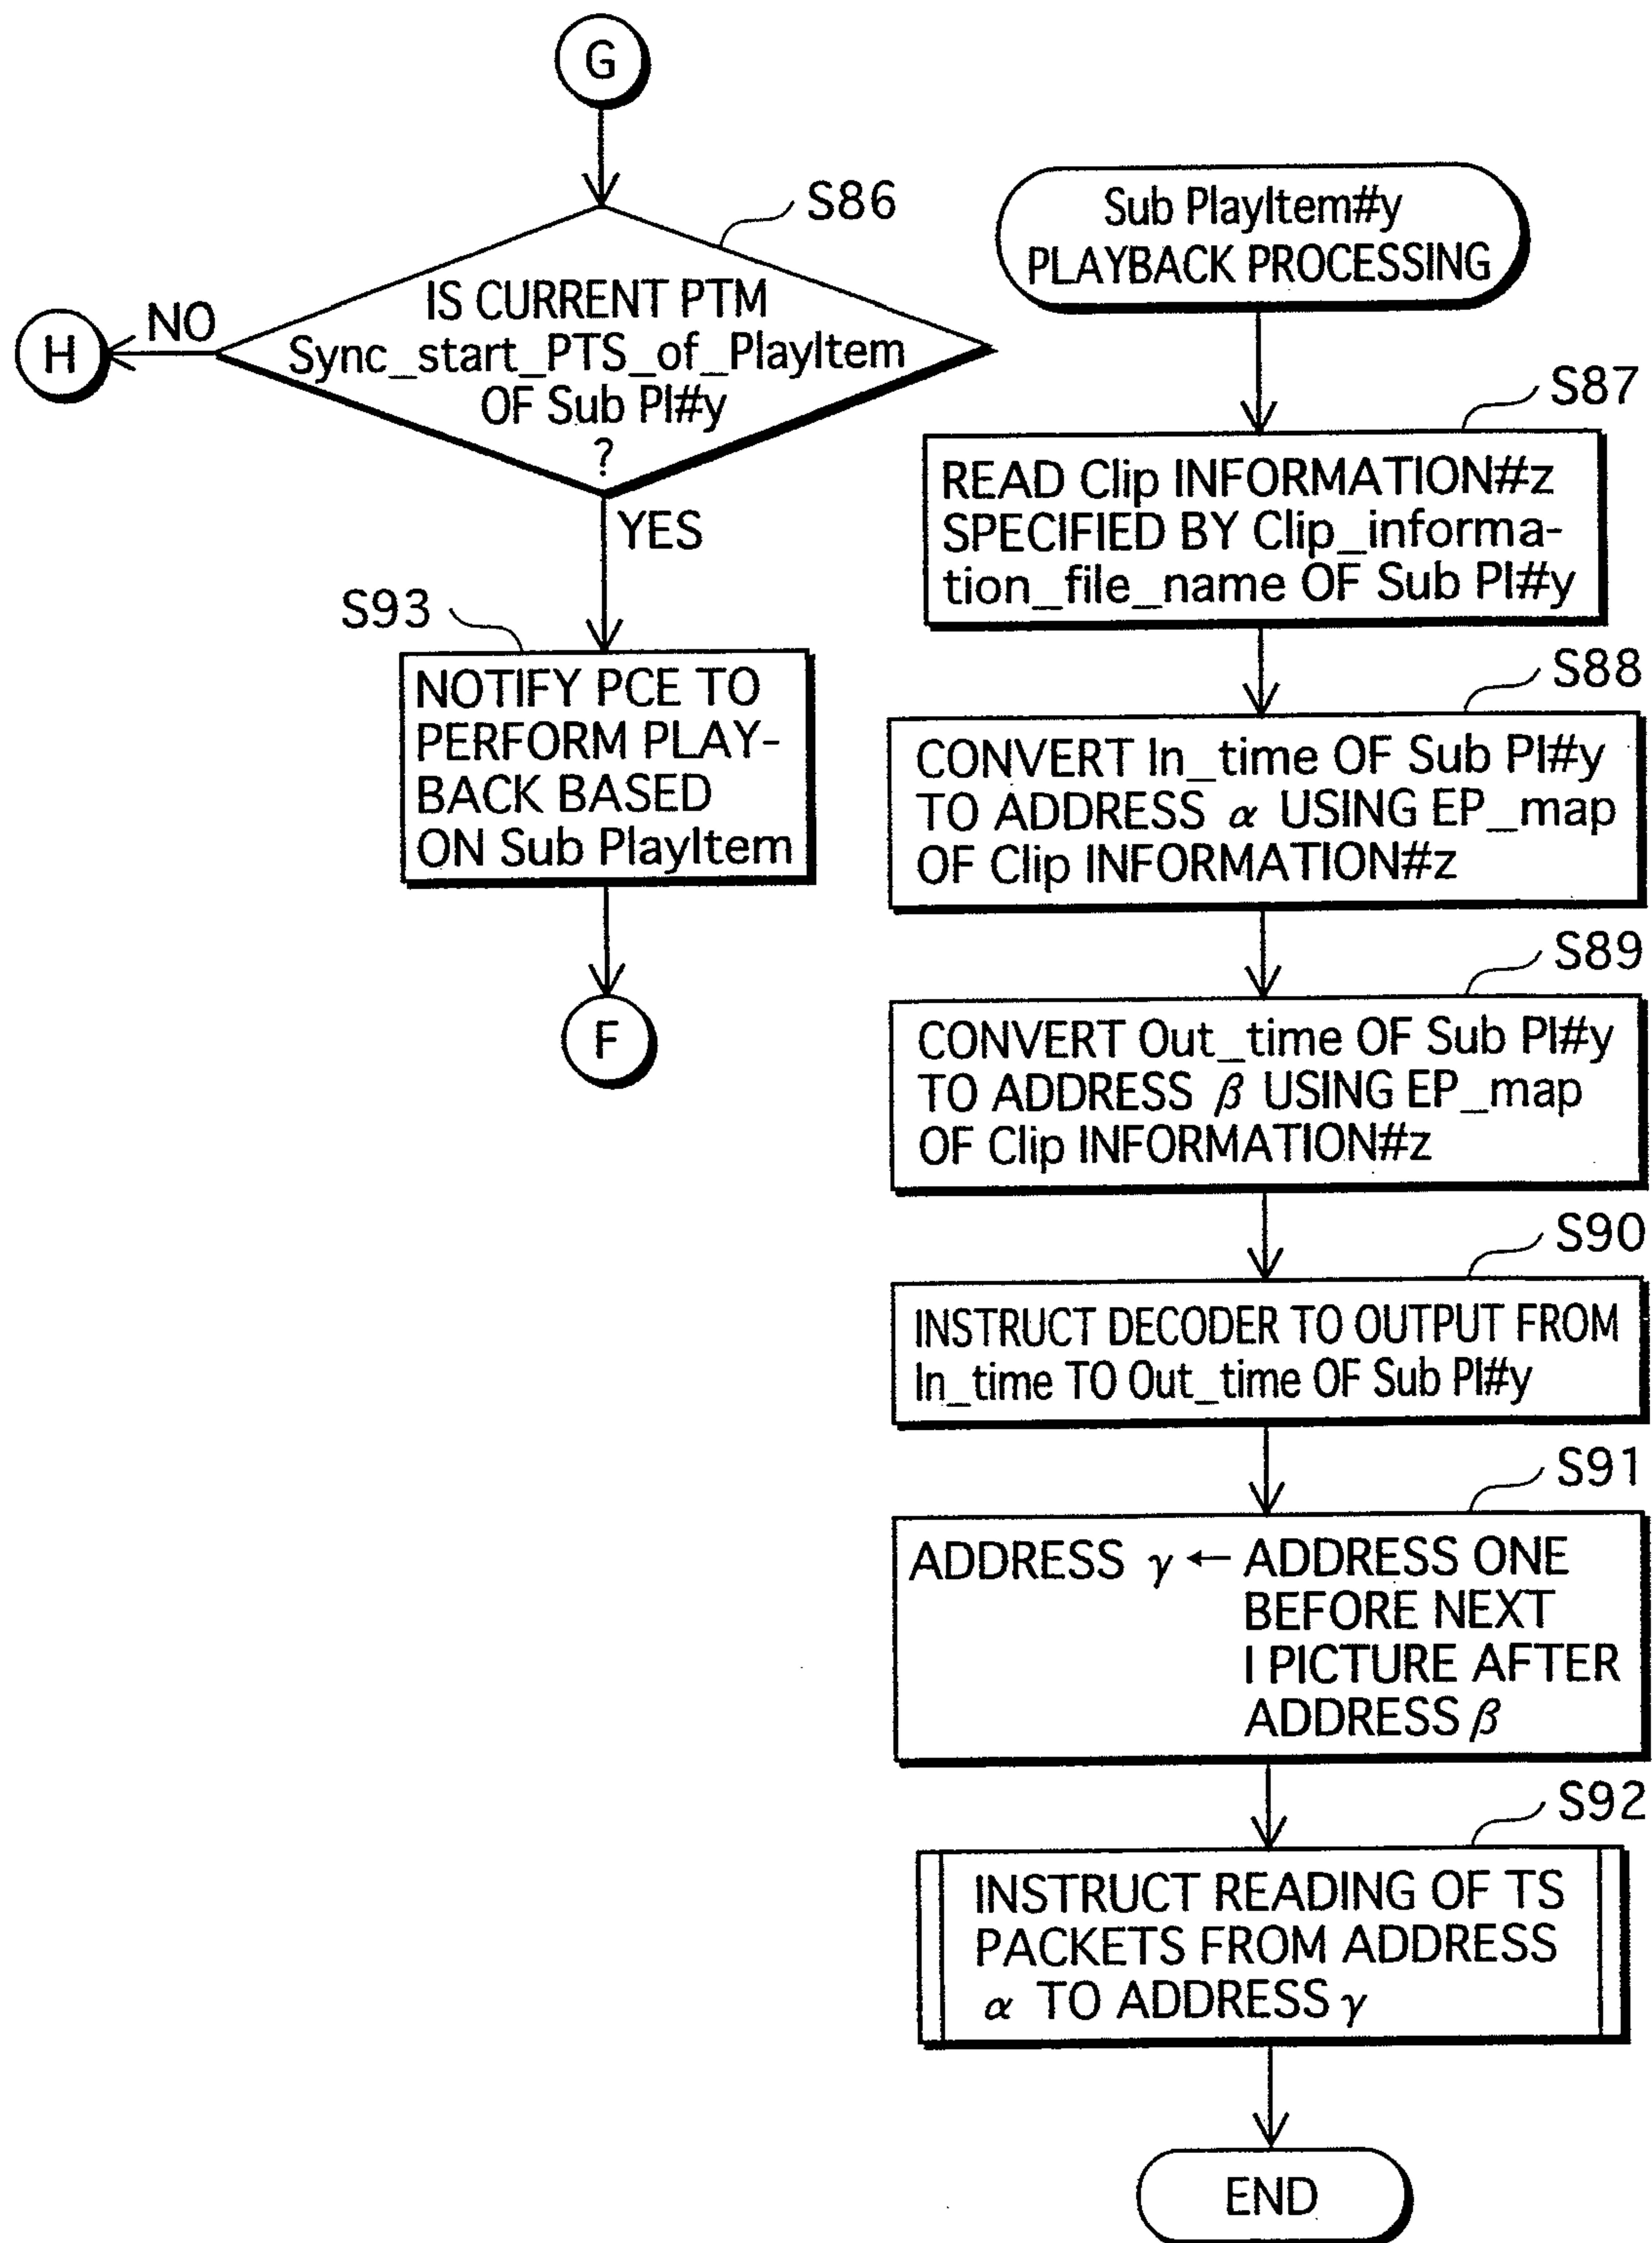 G
S86
IS CURRENT PTM
Sync_start_PTS_of_PlayItem
OF Sub PI#y
?
NO
H
YES
S93
NOTIFY PCE TO
PERFORM PLAY-
BACK BASED
ON Sub PlayItem
F
Sub PlayItem#y
PLAYBACK PROCESSING
S87
READ Clip INFORMATION#z
SPECIFIED BY Clip_informa-
tion_file_name OF Sub PI#y
S88
CONVERT In_time OF Sub PI#y
TO ADDRESS α USING EP_map
OF Clip INFORMATION#z
S89
CONVERT Out_time OF Sub PI#y
TO ADDRESS β USING EP_map
OF Clip INFORMATION#z
S90
INSTRUCT DECODER TO OUTPUT FROM
In_time TO Out_time OF Sub PI#y
S91
ADDRESS γ ← ADDRESS ONE
BEFORE NEXT
I PICTURE AFTER
ADDRESS β
S92
INSTRUCT READING OF TS
PACKETS FROM ADDRESS
α TO ADDRESS γ
END